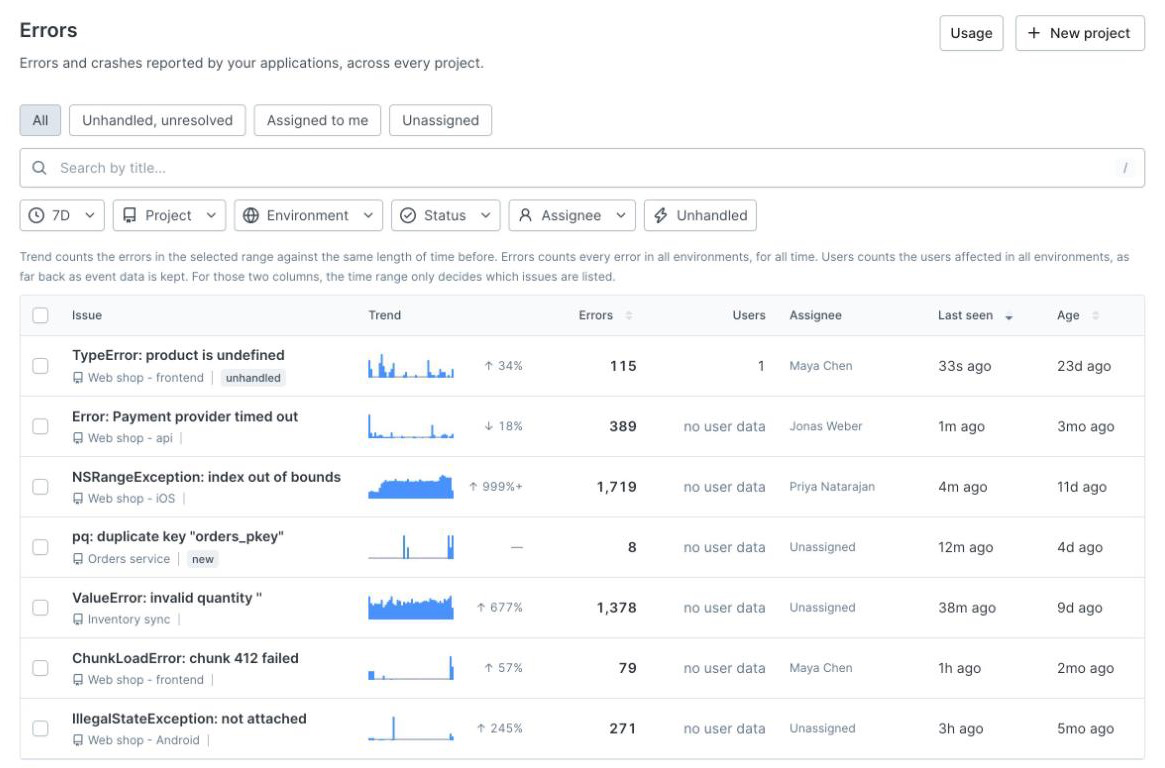 Errors
Usage
+ New project
Errors and crashes reported by your applications, across every project.
All
Unhandled, unresolved
Assigned to me
Unassigned
Search by title...
/
7D
Project
Environment
Status
Assignee
Unhandled
Trend counts the errors in the selected range against the same length of time before. Errors counts every error in all environments, for all time. Users counts the users affected in all environments, as
far back as event data is kept. For those two columns, the time range only decides which issues are listed.
Issue Trend Errors Users Assignee Last seen Age
TypeError: product is undefined
↑ 34% 115 1 Maya Chen 33s ago 23d ago
Web shop - frontend | unhandled
Error: Payment provider timed out
↓ 18% 389 no user data Jonas Weber 1m ago 3mo ago
Web shop - api |
NSRangeException: index out of bounds
↑ 999%+ 1,719 no user data Priya Natarajan 4m ago 11d ago
Web shop - iOS |
pq: duplicate key "orders_pkey"
— 8 no user data Unassigned 12m ago 4d ago
Orders service | new
ValueError: invalid quantity ''
↑ 677% 1,378 no user data Unassigned 38m ago 9d ago
Inventory sync |
ChunkLoadError: chunk 412 failed
↑ 57% 79 no user data Maya Chen 1h ago 2mo ago
Web shop - frontend |
IllegalStateException: not attached
↑ 245% 271 no user data Unassigned 3h ago 5mo ago
Web shop - Android |